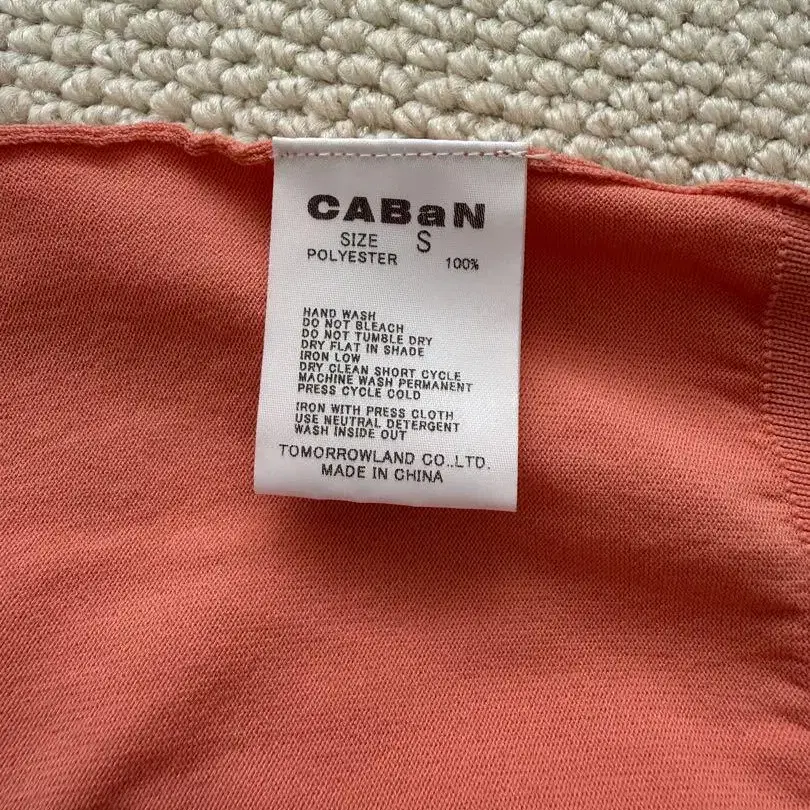 CABaN
SIZE S
POLYESTER 100%
HAND WASH
DO NOT BLEACH
DO NOT TUMBLE DRY
DRY FLAT IN SHADE
IRON LOW
DRY CLEAN SHORT CYCLE
MACHINE WASH PERMANENT
PRESS CYCLE COLD
IRON WITH PRESS CLOTH
USE NEUTRAL DETERGENT
WASH INSIDE OUT
TOMORROWLAND CO.,LTD.
MADE IN CHINA